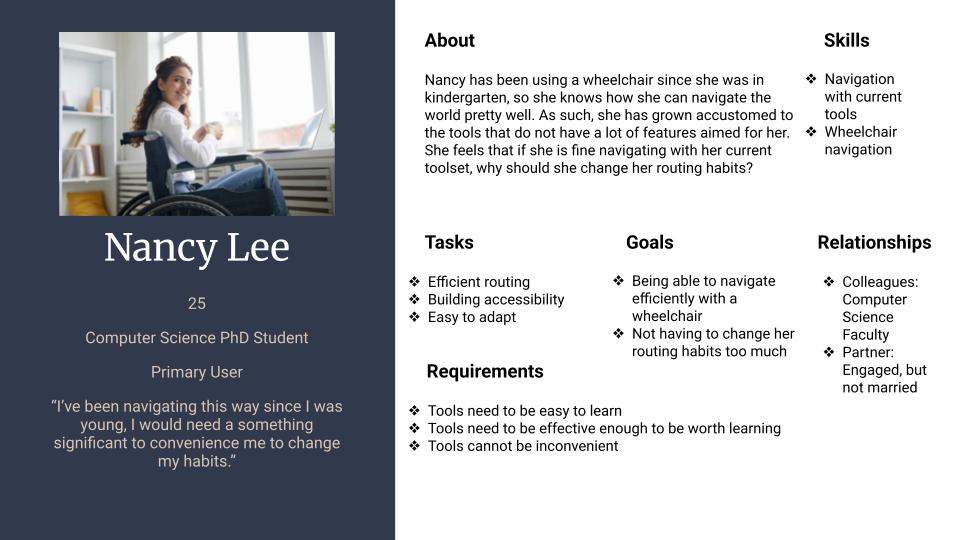 Nancy Lee
25
Computer Science PhD Student
Primary User
“I’ve been navigating this way since I was
young, I would need a something
significant to convenience me to change
my habits.”
About
Nancy has been using a wheelchair since she was in
kindergarten, so she knows how she can navigate the
world pretty well. As such, she has grown accustomed to
the tools that do not have a lot of features aimed for her.
She feels that if she is fine navigating with her current
toolset, why should she change her routing habits?
Skills
❖ Navigation
with current
tools
❖ Wheelchair
navigation
Tasks
❖ Efficient routing
❖ Building accessibility
❖ Easy to adapt
Goals
❖ Being able to navigate
efficiently with a
wheelchair
❖ Not having to change her
routing habits too much
Relationships
❖ Colleagues:
Computer
Science
Faculty
❖ Partner:
Engaged, but
not married
Requirements
❖ Tools need to be easy to learn
❖ Tools need to be effective enough to be worth learning
❖ Tools cannot be inconvenient